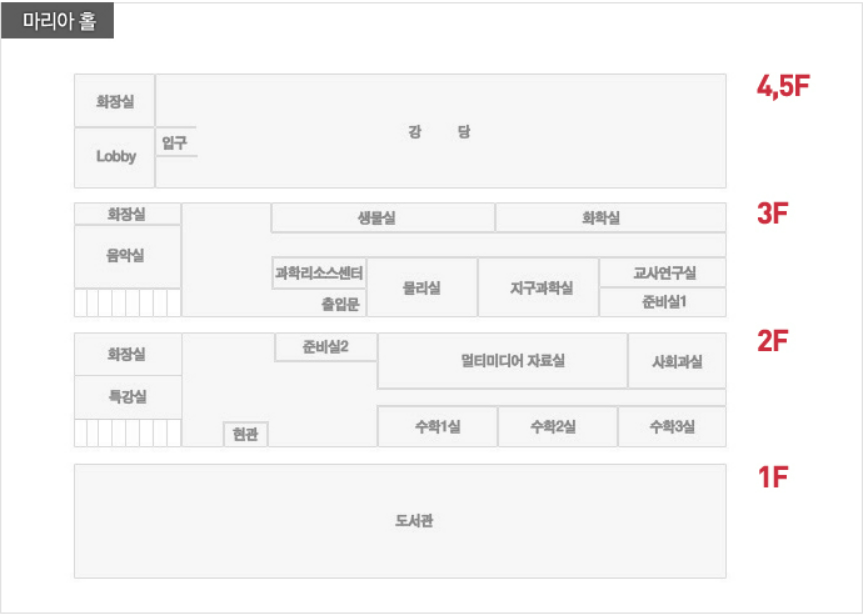 마리아 홀
4,5F
화장실
Lobby
입구
강 당
3F
화장실
생물실
화학실
음악실
과학리소스센터
출입문
물리실
지구과학실
교사연구실
준비실1
2F
화장실
준비실2
멀티미디어 자료실
사회과실
특강실
현관
수학1실
수학2실
수학3실
1F
도서관